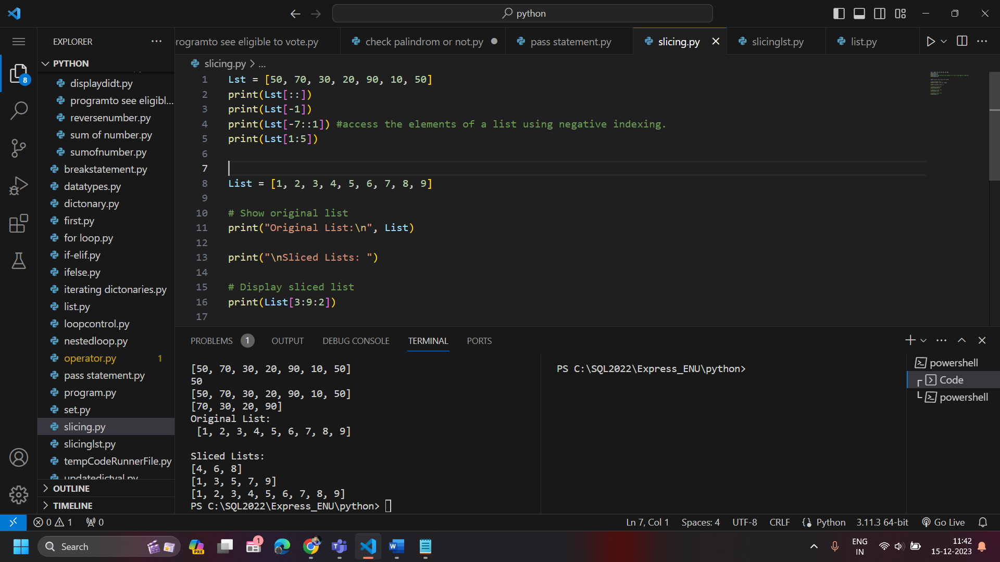 python
EXPLORER
rogramto see eligible to vote.py
check palindrom or not.py
pass statement.py
slicing.py
slicinglst.py
list.py
PYTHON
displaydidt.py
programto see eligibl...
reversenumber.py
sum of number.py
sumofnumber.py
breakstatement.py
datatypes.py
dictonary.py
first.py
for loop.py
if-elif.py
ifelse.py
iterating dictonaries.py
list.py
loopcontrol.py
nestedloop.py
operator.py 1
pass statement.py
program.py
set.py
slicing.py
slicinglst.py
tempCodeRunnerFile.py
updatedictval.py
OUTLINE
TIMELINE
8
slicing.py > ...
1 Lst = [50, 70, 30, 20, 90, 10, 50]
2 print(Lst[::])
3 print(Lst[-1])
4 print(Lst[-7::1]) #access the elements of a list using negative indexing.
5 print(Lst[1:5])
6
7
8 List = [1, 2, 3, 4, 5, 6, 7, 8, 9]
9
10 # Show original list
11 print("Original List:\n", List)
12
13 print("\nSliced Lists: ")
14
15 # Display sliced list
16 print(List[3:9:2])
17
PROBLEMS 1 OUTPUT DEBUG CONSOLE TERMINAL PORTS
[50, 70, 30, 20, 90, 10, 50]
50
[50, 70, 30, 20, 90, 10, 50]
[70, 30, 20, 90]
Original List:
[1, 2, 3, 4, 5, 6, 7, 8, 9]
Sliced Lists:
[4, 6, 8]
[1, 3, 5, 7, 9]
[1, 2, 3, 4, 5, 6, 7, 8, 9]
PS C:\SQL2022\Express_ENU\python>
PS C:\SQL2022\Express_ENU\python>
powershell
Code
powershell
0 1 0
Ln 7, Col 1 Spaces: 4 UTF-8 CRLF Python 3.11.3 64-bit Go Live
Search
PRE
1
ENG
IN
11:42
15-12-2023